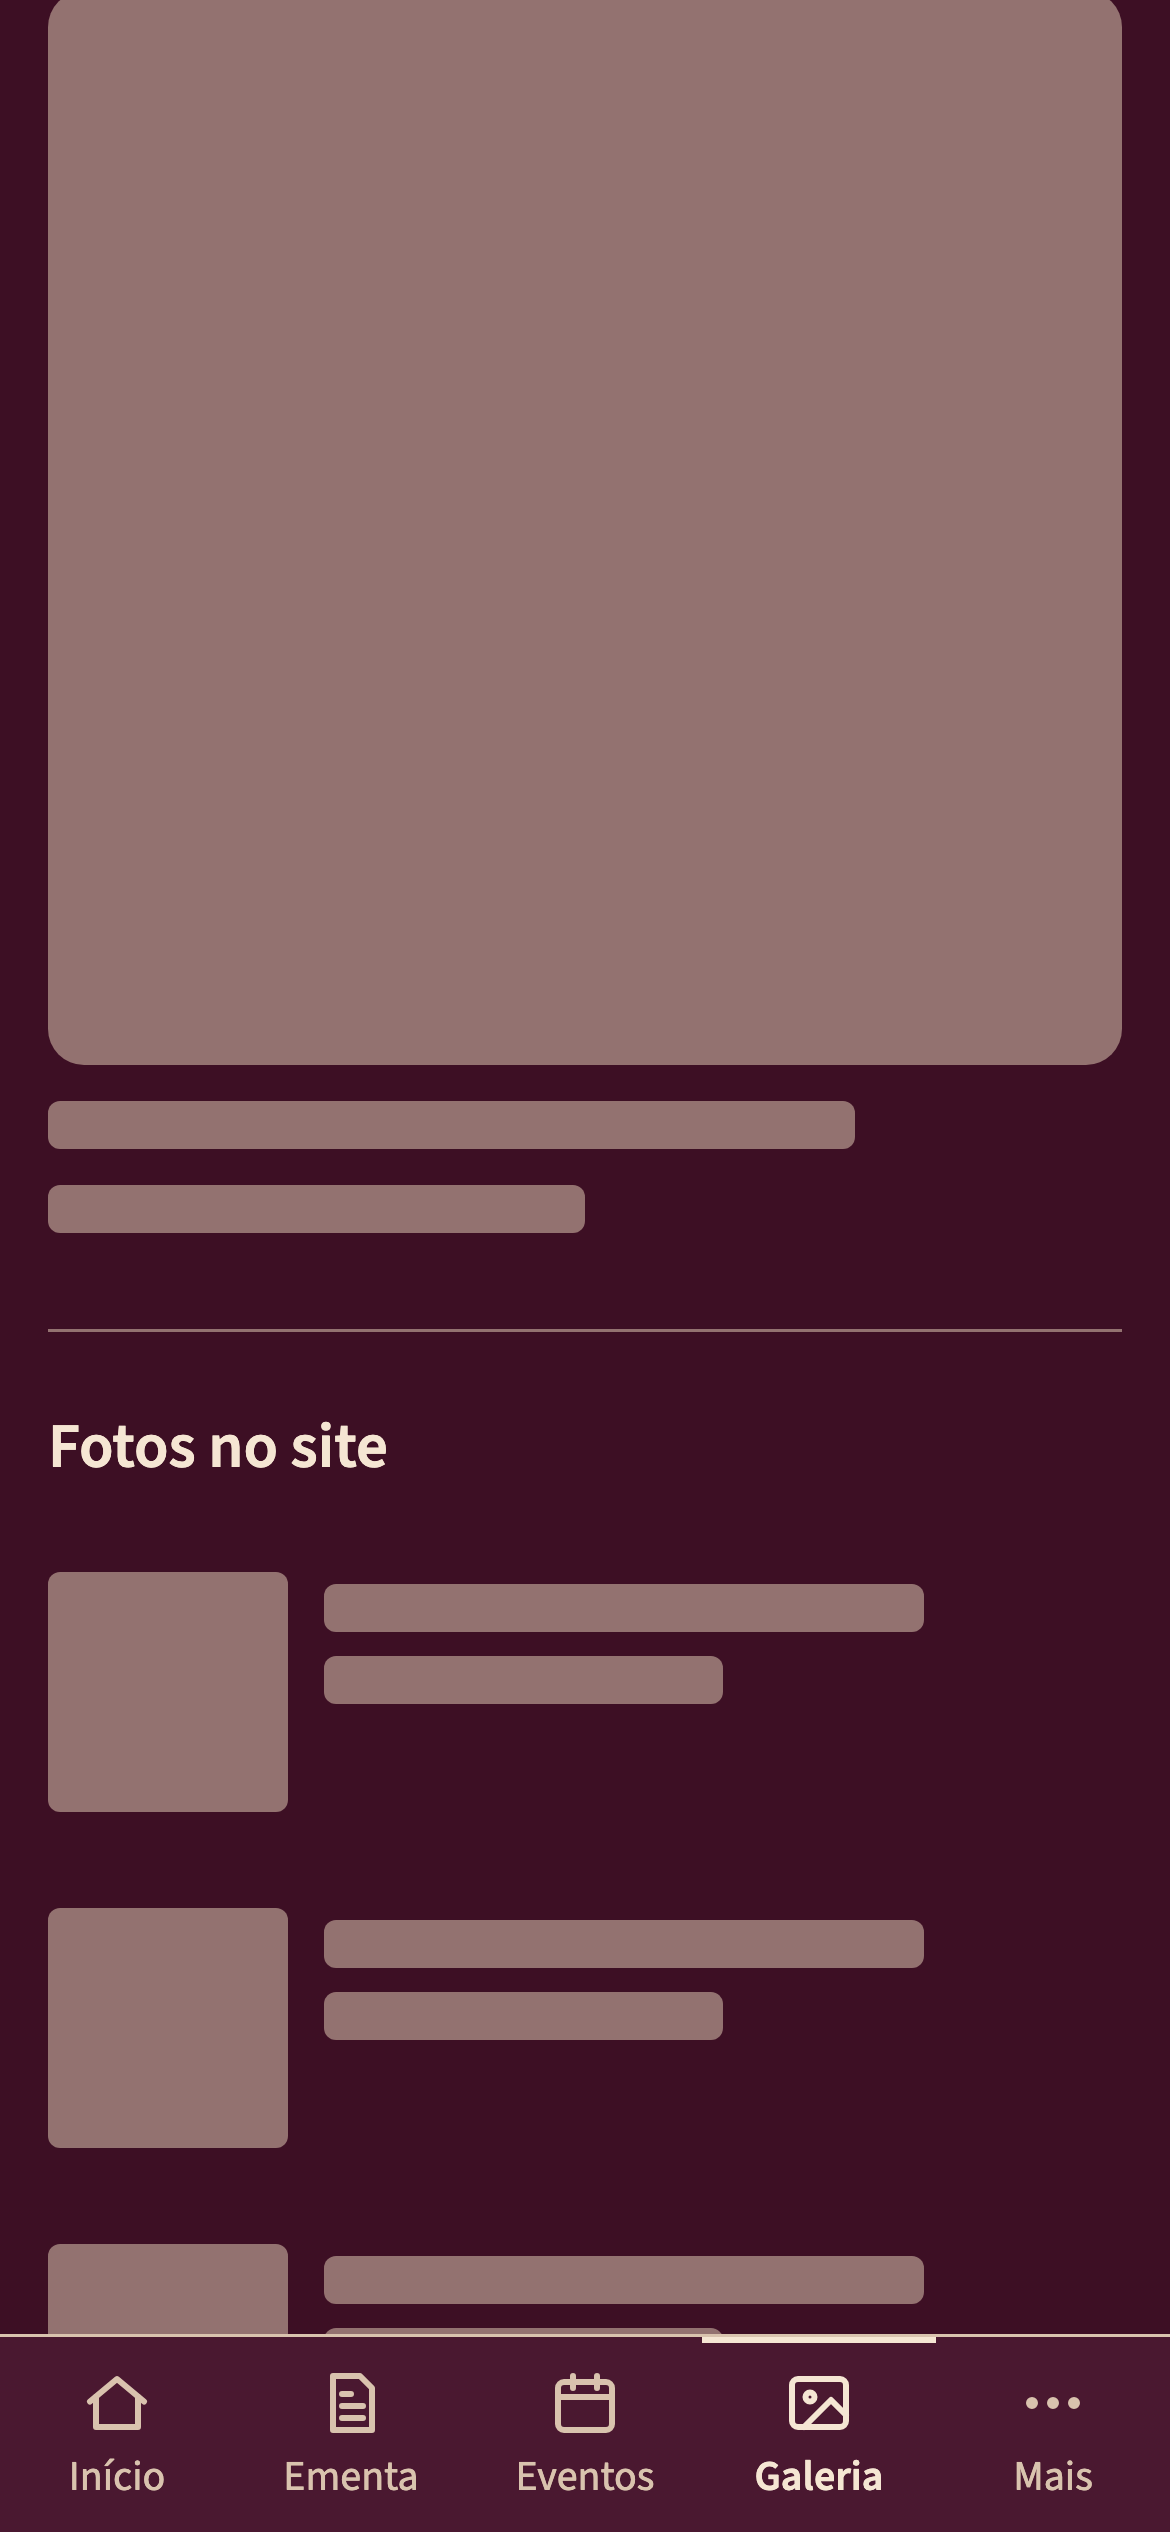 Fotos no site
Início
Ementa
Eventos
Galeria
Mais